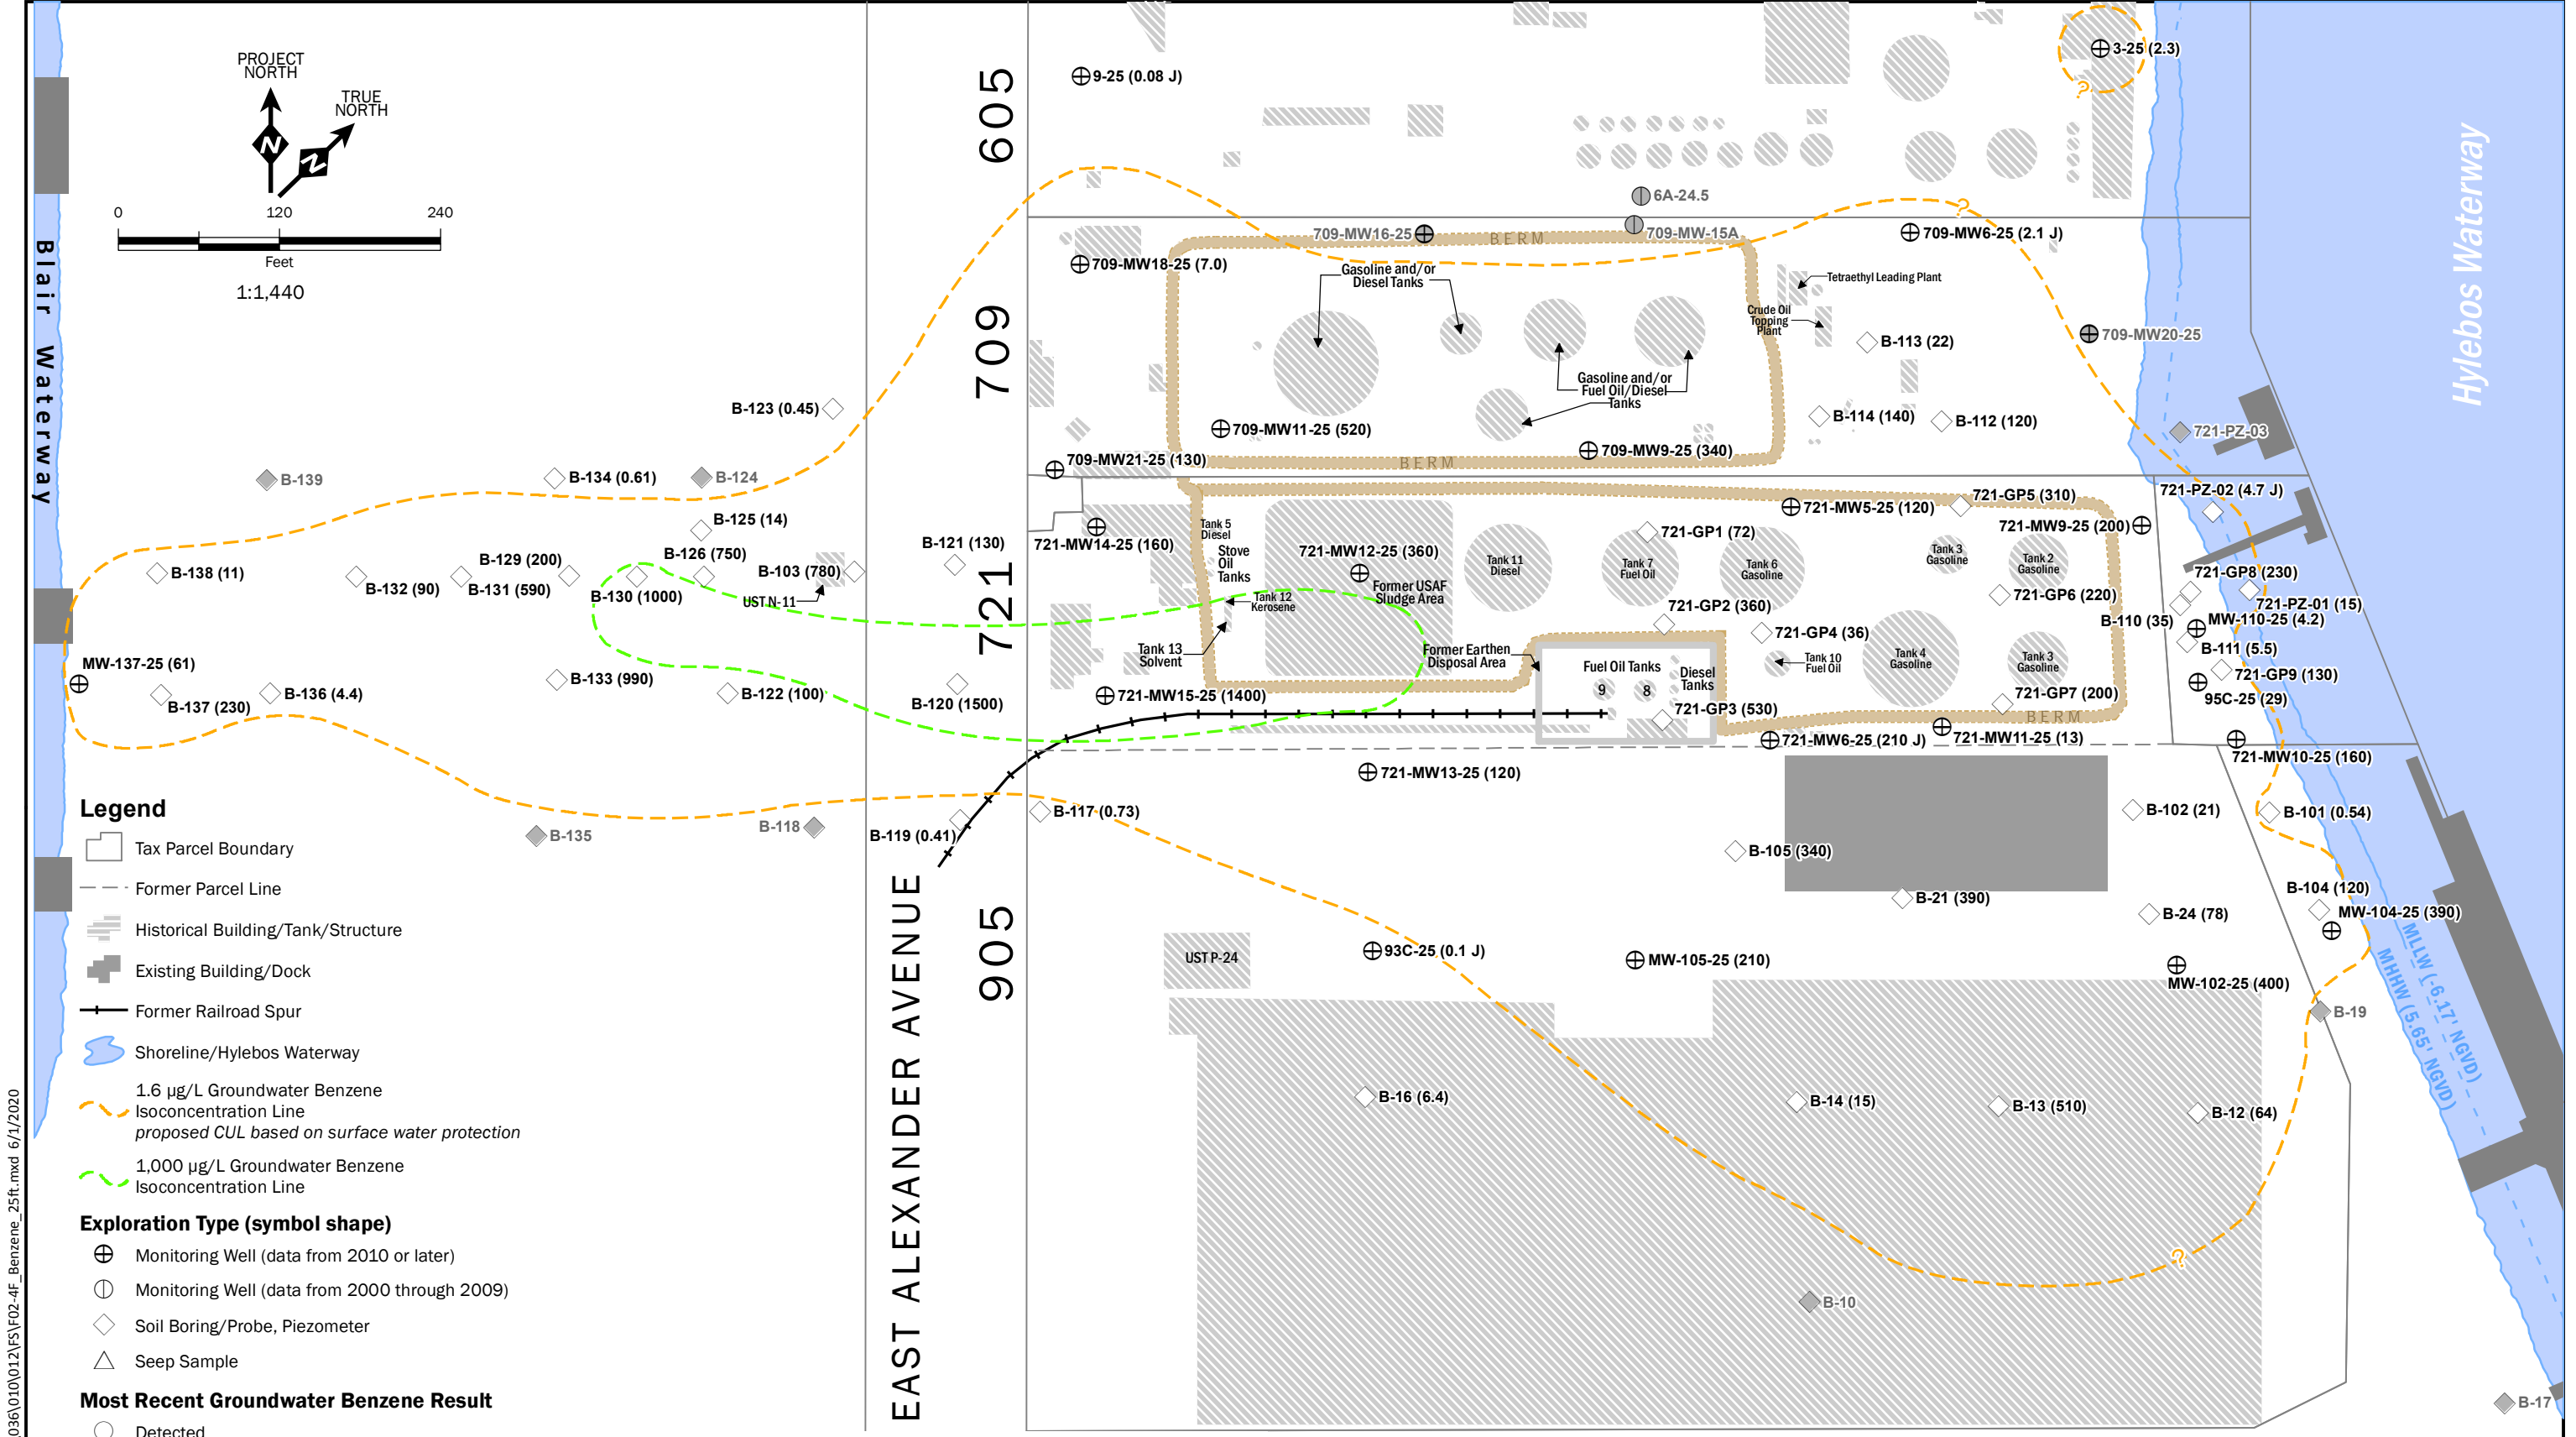 PROJECT
NORTH
TRUE
NORTH
N
N
0
120
240
Feet
1:1,440
Blair Waterway
Hylebos Waterway
605
709
721
905
EAST ALEXANDER AVENUE
9-25 (0.08 J)
3-25 (2.3)
?
6A-24.5
709-MW16-25
709-MW-15A
BERM
?
709-MW6-25 (2.1 J)
709-MW18-25 (7.0)
Gasoline and/or
Diesel Tanks
Tetraethyl Leading Plant
Crude Oil
Topping
Plant
709-MW20-25
B-113 (22)
Gasoline and/or
Fuel Oil/Diesel
Tanks
B-123 (0.45)
B-114 (140)
B-112 (120)
709-MW11-25 (520)
721-PZ-03
709-MW9-25 (340)
709-MW21-25 (130)
BERM
B-139
B-134 (0.61)
B-124
721-PZ-02 (4.7 J)
721-GP5 (310)
721-MW5-25 (120)
B-125 (14)
721-MW9-25 (200)
Tank 5
Diesel
721-GP1 (72)
721-MW14-25 (160)
B-121 (130)
Stove
Oil
Tanks
721-MW12-25 (360)
B-126 (750)
B-129 (200)
Tank 11
Diesel
Tank 7
Fuel Oil
Tank 6
Gasoline
Tank 3
Gasoline
Tank 2
Gasoline
B-138 (11)
B-103 (780)
721-GP8 (230)
B-132 (90)
B-131 (590)
B-130 (1000)
UST N-11
Former USAF
Sludge Area
Tank 12
Kerosene
721-GP2 (360)
721-GP6 (220)
721-PZ-01 (15)
B-110 (35)
MW-110-25 (4.2)
721-GP4 (36)
B-111 (5.5)
Tank 13
Solvent
Former Earthen
Disposal Area
MW-137-25 (61)
Fuel Oil Tanks
9
8
Diesel
Tanks
Tank 10
Fuel Oil
Tank 4
Gasoline
Tank 3
Gasoline
721-GP9 (130)
B-133 (990)
B-136 (4.4)
B-122 (100)
B-137 (230)
B-120 (1500)
721-MW15-25 (1400)
721-GP7 (200)
95C-25 (29)
721-GP3 (530)
BERM
721-MW6-25 (210 J)
721-MW11-25 (13)
721-MW10-25 (160)
721-MW13-25 (120)
B-117 (0.73)
B-102 (21)
B-101 (0.54)
B-135
B-118
B-119 (0.41)
B-105 (340)
B-104 (120)
B-21 (390)
B-24 (78)
MW-104-25 (390)
93C-25 (0.1 J)
UST P-24
MW-105-25 (210)
MW-102-25 (400)
MLLW (-6.17' NGVD)
MHHW (5.65' NGVD)
B-19
B-16 (6.4)
B-14 (15)
B-13 (510)
B-12 (64)
?
B-10
B-17
Legend
Tax Parcel Boundary
Former Parcel Line
Historical Building/Tank/Structure
Existing Building/Dock
Former Railroad Spur
Shoreline/Hylebos Waterway
1.6 µg/L Groundwater Benzene
Isoconcentration Line
proposed CUL based on surface water protection
1,000 µg/L Groundwater Benzene
Isoconcentration Line
Exploration Type (symbol shape)
Monitoring Well (data from 2010 or later)
Monitoring Well (data from 2000 through 2009)
Soil Boring/Probe, Piezometer
Seep Sample
Most Recent Groundwater Benzene Result
Detected
036\010\012\FS\F02-4F_Benzene_25ft.mxd 6/1/2020